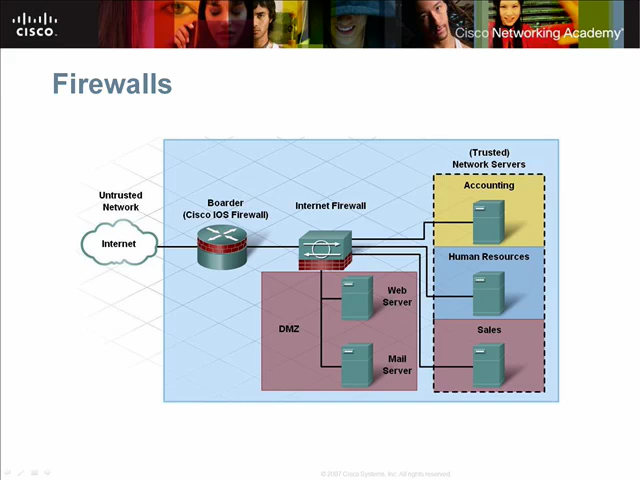 CISCO.
Cisco Networking Academy
Firewalls
(Trusted)
Network Servers
Untrusted
Network
Internet
Boarder
(Cisco IOS Firewall)
Internet Firewall
Accounting
Human Resources
Sales
DMZ
Web
Server
Mail
Server
© 2007 Cisco Systems, Inc. All rights reserved.